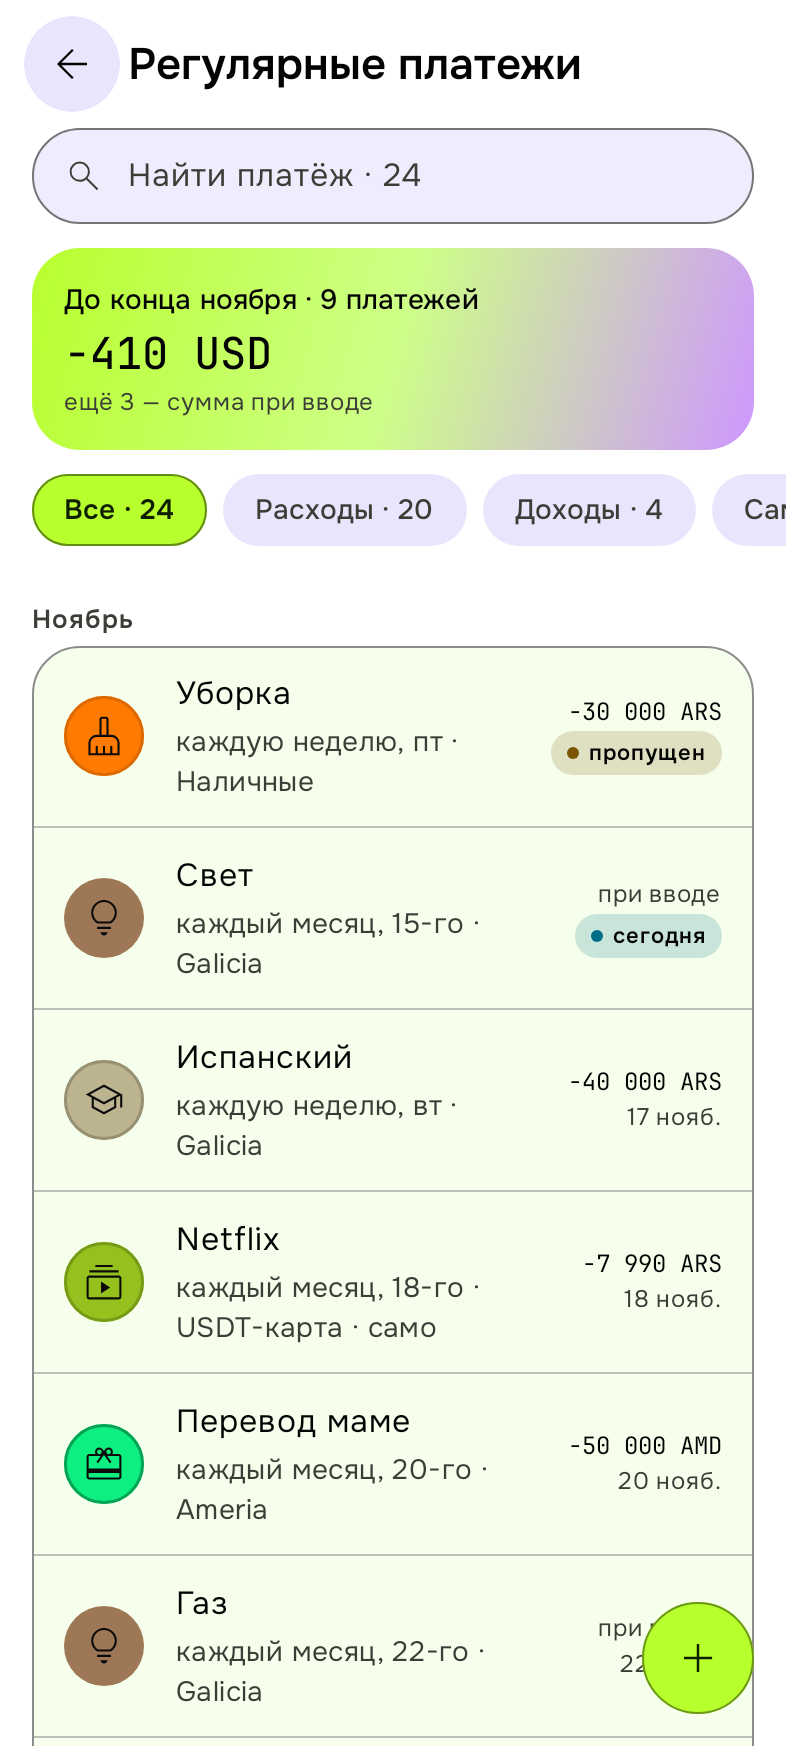 Регулярные платежи
Найти платёж · 24
До конца ноября · 9 платежей
-410 USD
ещё 3 — сумма при вводе
Все · 24
Расходы · 20
Доходы · 4
Ноябрь
Уборка
каждую неделю, пт ·
Наличные
-30 000 ARS
пропущен
Свет
каждый месяц, 15-го ·
Galicia
при вводе
сегодня
Испанский
каждую неделю, вт ·
Galicia
-40 000 ARS
17 нояб.
Netflix
каждый месяц, 18-го ·
USDT-карта · само
-7 990 ARS
18 нояб.
Перевод маме
каждый месяц, 20-го ·
Ameria
-50 000 AMD
20 нояб.
Газ
каждый месяц, 22-го ·
Galicia
при
22